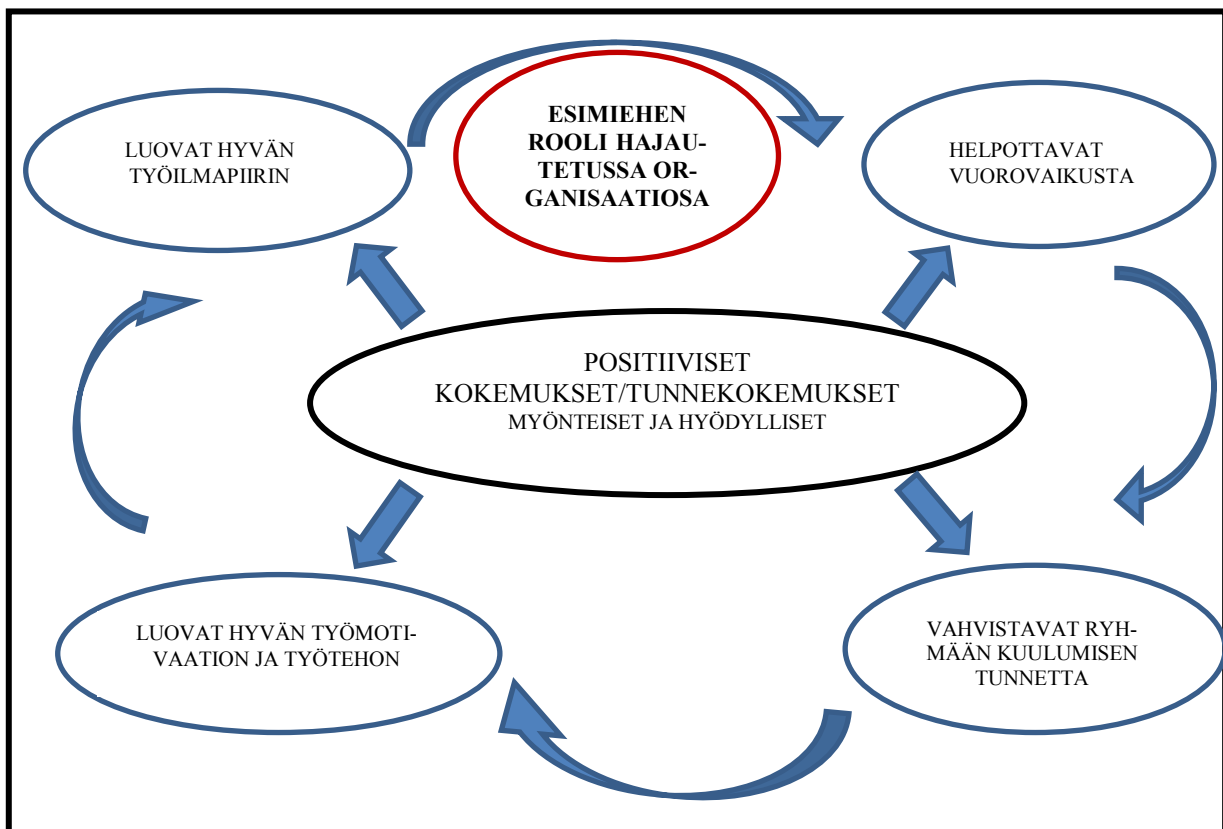 LUOVAT HYVÄN
TYÖILMAPIIRIN
ESIMIEHEN
ROOLI HAJAU-
TETUSSA OR-
GANISAATIOSA
HELPOTTAVAT
VUOROVAIKUSTA
POSITIIVISET
KOKEMUKSET/TUNNEKOKEMUKSET
MYÖNTEISET JA HYÖDYLLISET
LUOVAT HYVÄN TYÖMOTI-
VAATION JA TYÖTEHON
VAHVISTAVAT RYH-
MÄÄN KUULUMISEN
TUNNETTA